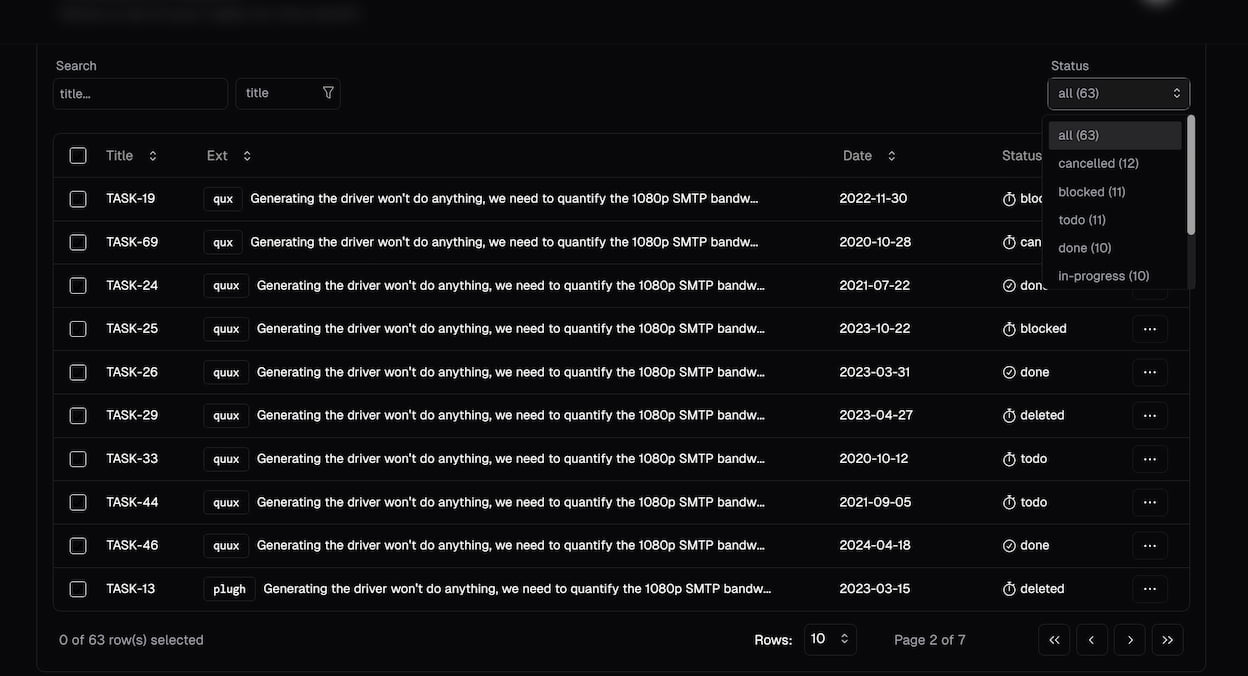 Search
Status
title...
title
all (63)
all (63)
cancelled (12)
blocked (11)
todo (11)
done (10)
in-progress (10)
Title Ext Date Status
TASK-19 qux Generating the driver won't do anything, we need to quantify the 1080p SMTP bandw... 2022-11-30
TASK-69 qux Generating the driver won't do anything, we need to quantify the 1080p SMTP bandw... 2020-10-28
TASK-24 quux Generating the driver won't do anything, we need to quantify the 1080p SMTP bandw... 2021-07-22
TASK-25 quux Generating the driver won't do anything, we need to quantify the 1080p SMTP bandw... 2023-10-22 blocked
TASK-26 quux Generating the driver won't do anything, we need to quantify the 1080p SMTP bandw... 2023-03-31 done
TASK-29 quux Generating the driver won't do anything, we need to quantify the 1080p SMTP bandw... 2023-04-27 deleted
TASK-33 quux Generating the driver won't do anything, we need to quantify the 1080p SMTP bandw... 2020-10-12 todo
TASK-44 quux Generating the driver won't do anything, we need to quantify the 1080p SMTP bandw... 2021-09-05 todo
TASK-46 quux Generating the driver won't do anything, we need to quantify the 1080p SMTP bandw... 2024-04-18 done
TASK-13 plugh Generating the driver won't do anything, we need to quantify the 1080p SMTP bandw... 2023-03-15 deleted
0 of 63 row(s) selected
Rows: 10 Page 2 of 7